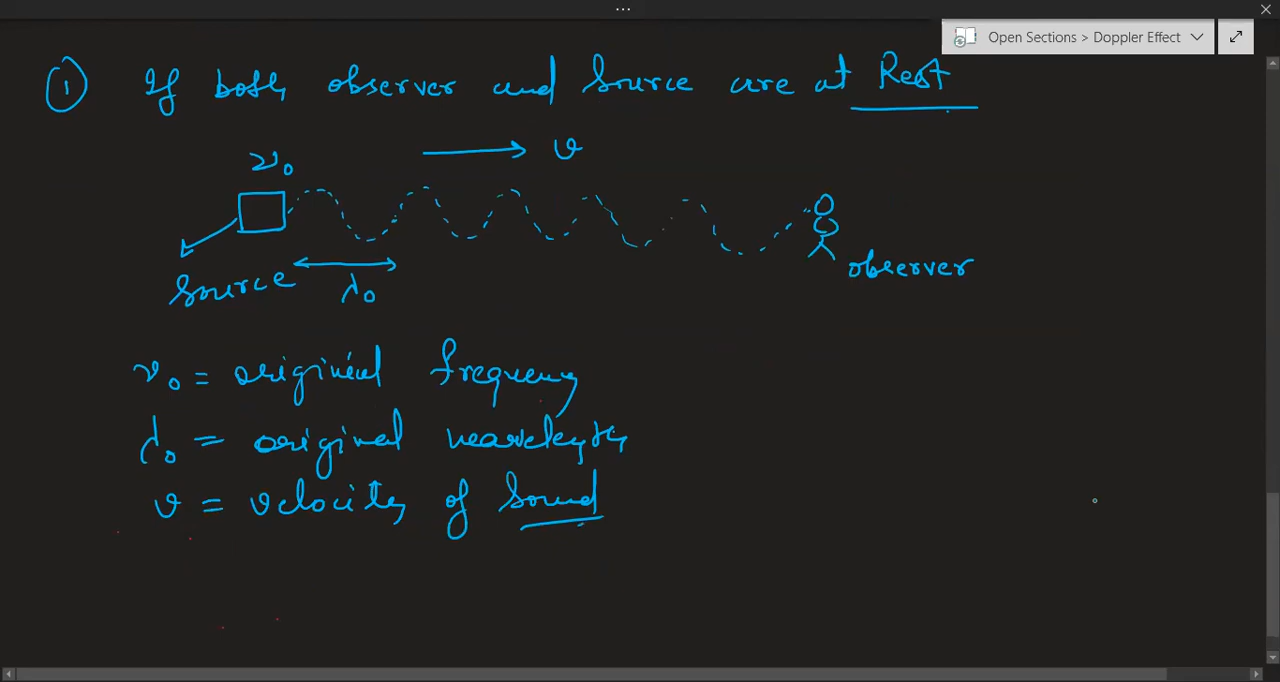 Open Sections > Doppler Effect
① If both observer and Source are at Rest
ν₀
v
Source
λ₀
observer
ν₀ = original frequency
λ₀ = original wavelength
v = velocity of Sound